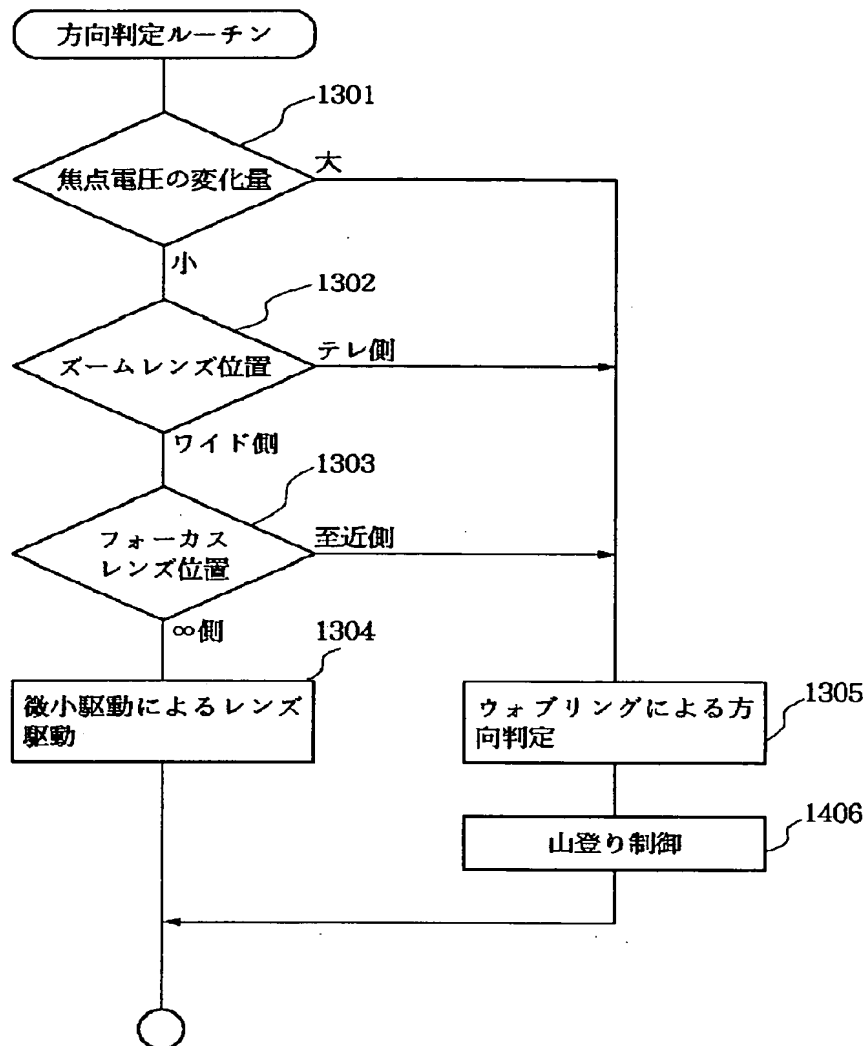 方向判定ルーチン
1301
焦点電圧の変化量
大
小
1302
ズームレンズ位置
テレ側
ワイド側
1303
フォーカス
レンズ位置
至近側
∞側
1304
微小駆動によるレンズ
駆動
ウォブリングによる方
向判定
1305
山登り制御
1406